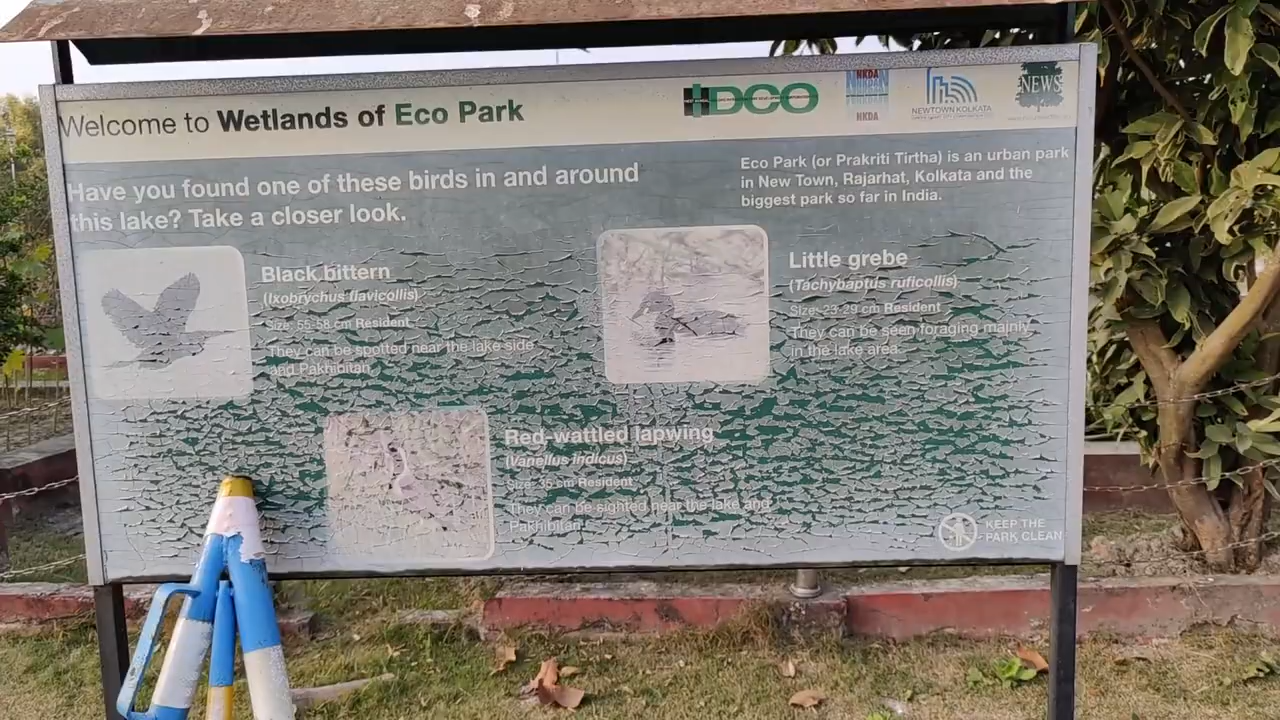 Welcome to Wetlands of Eco Park
HIDCO
NKDA
NKDA
NEWTOWN KOLKATA
NEWS
Have you found one of these birds in and around
this lake? Take a closer look.
Eco Park (or Prakriti Tirtha) is an urban park
in New Town, Rajarhat, Kolkata and the
biggest park so far in India.
Black bittern
(Ixobrychus flavicollis)
Size: 55-58 cm Resident
They can be spotted near the lake side
and Pakhibitan
Little grebe
(Tachybaptus ruficollis)
Size: 23-29 cm Resident
They can be seen foraging mainly
in the lake area.
Red-wattled lapwing
(Vanellus indicus)
Size: 35 cm Resident
They can be sighted near the lake and
Pakhibitan
KEEP THE
PARK CLEAN